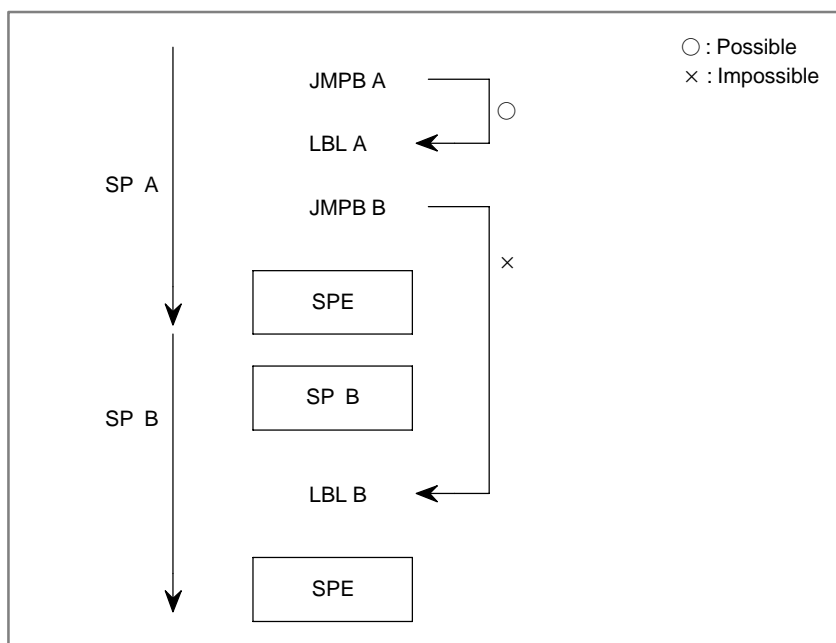 ○ : Possible
× : Impossible
JMPB A
○
LBL A
SP A
JMPB B
×
SPE
SP B
SP B
LBL B
SPE